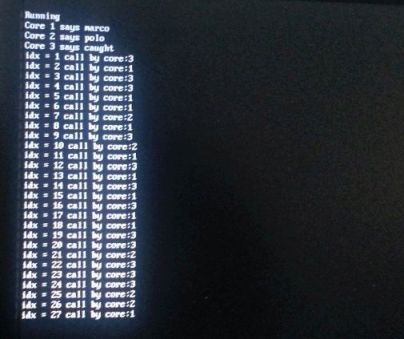 Running
Core 1 says marco
Core 2 says polo
Core 3 says caught
idx = 1 call by core:3
idx = 2 call by core:1
idx = 3 call by core:3
idx = 4 call by core:3
idx = 5 call by core:1
idx = 6 call by core:1
idx = 7 call by core:2
idx = 8 call by core:1
idx = 9 call by core:3
idx = 10 call by core:2
idx = 11 call by core:1
idx = 12 call by core:3
idx = 13 call by core:1
idx = 14 call by core:3
idx = 15 call by core:1
idx = 16 call by core:3
idx = 17 call by core:1
idx = 18 call by core:1
idx = 19 call by core:3
idx = 20 call by core:3
idx = 21 call by core:2
idx = 22 call by core:3
idx = 23 call by core:3
idx = 24 call by core:3
idx = 25 call by core:2
idx = 26 call by core:2
idx = 27 call by core:1